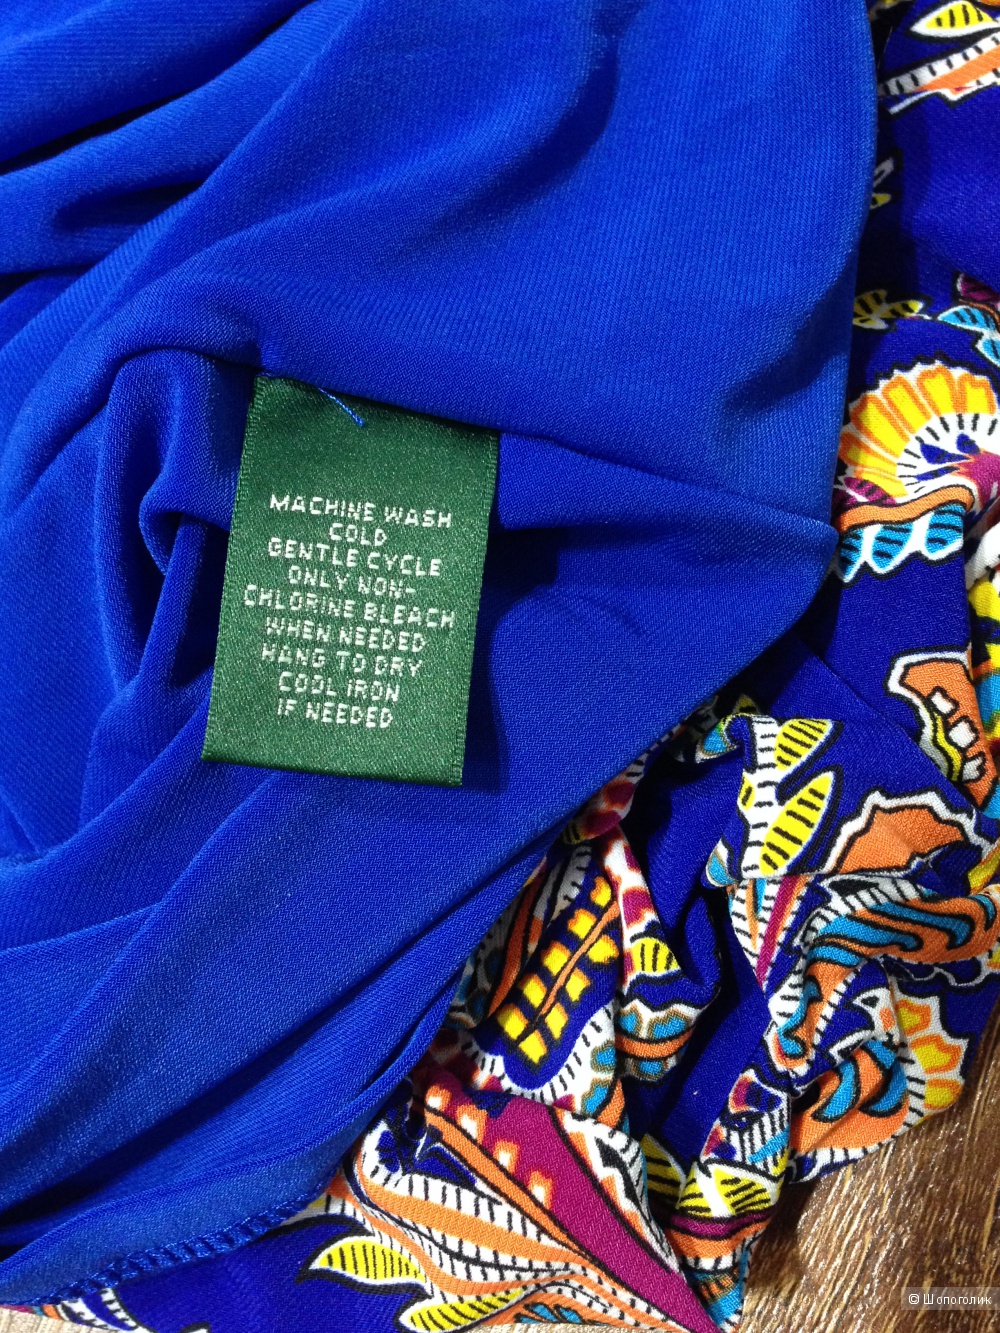 MACHINE WASH
COLD
GENTLE CYCLE
ONLY NON-
CHLORINE BLEACH
WHEN NEEDED
HANG TO DRY
COOL IRON
IF NEEDED
© Шопоголик